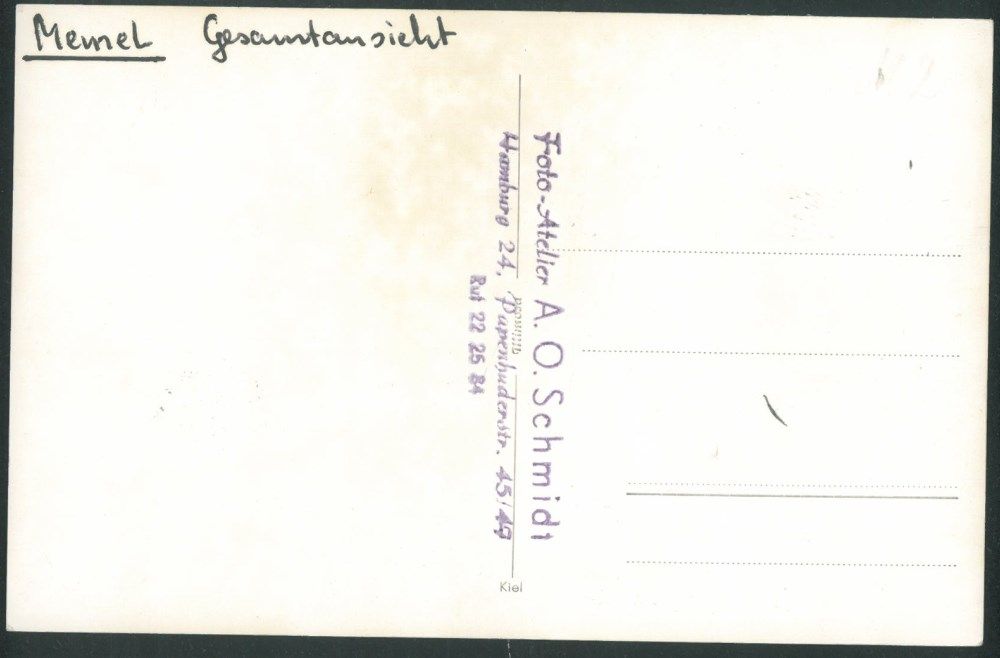 Memel Gesamtansicht
Foto-Atelier A. O. Schmidt
Hamburg 24, Papenhuderstr. 45/49
Ruf 22 25 84
Kiel